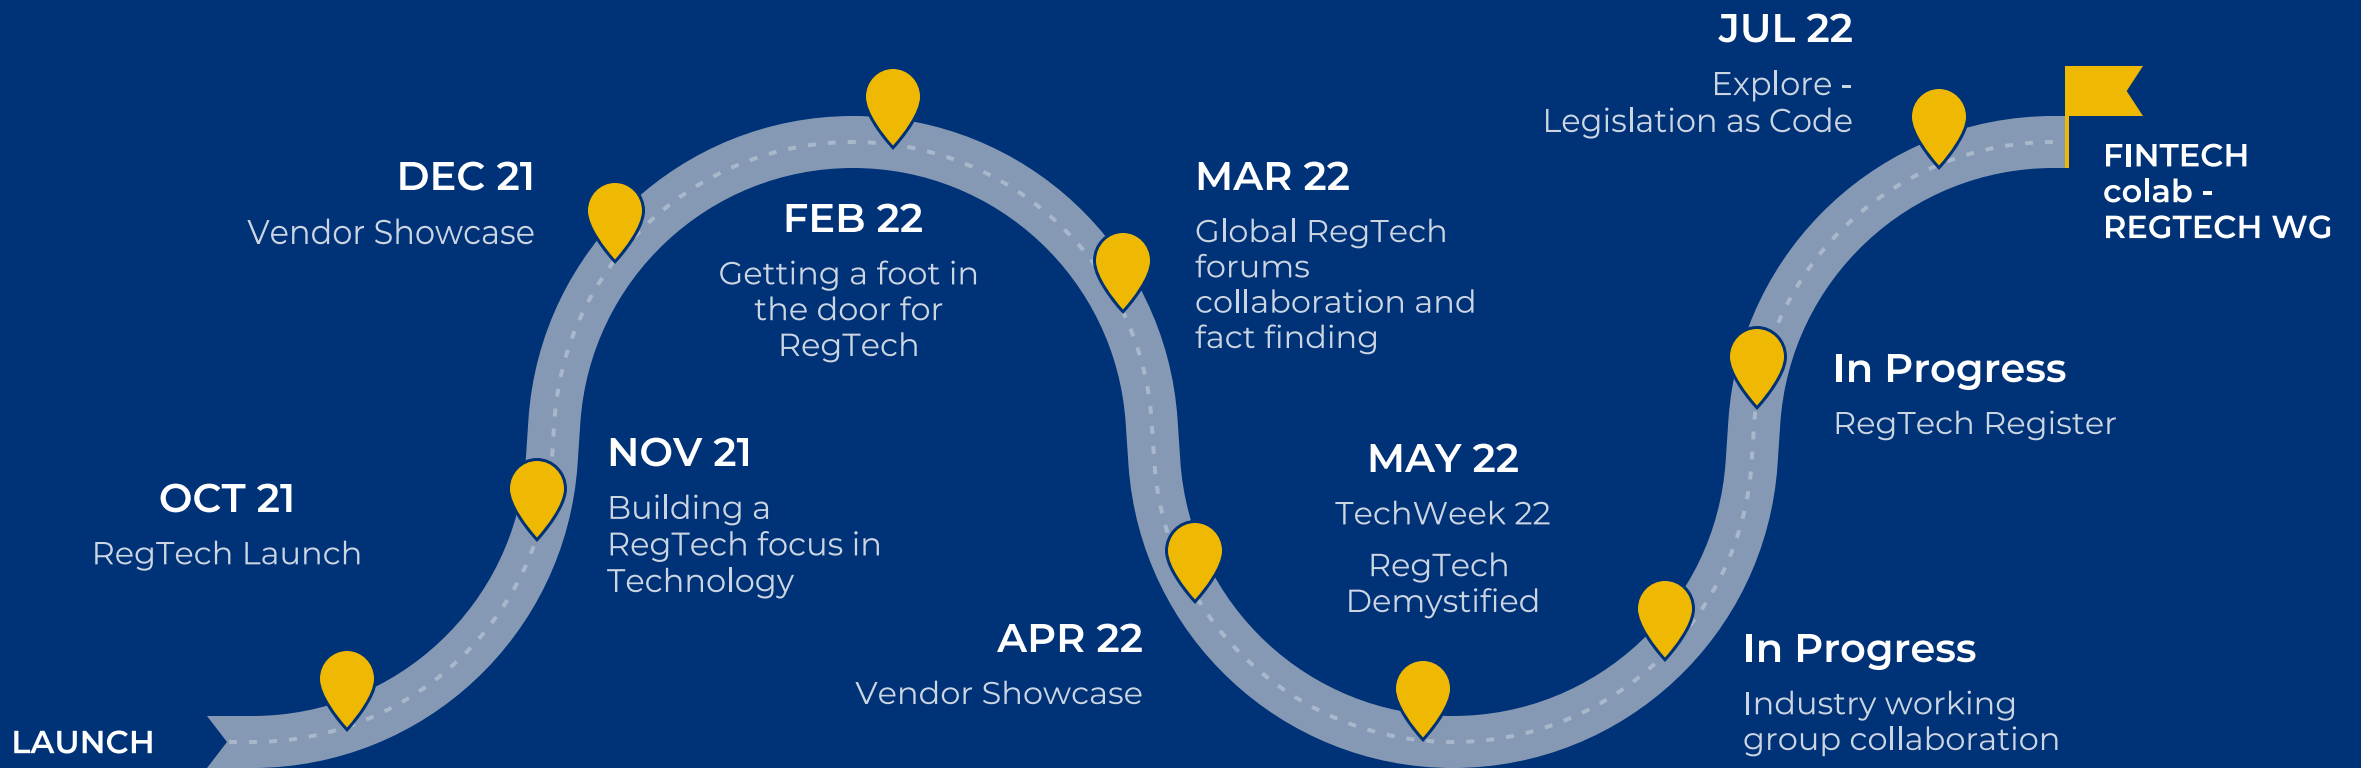 LAUNCH
OCT 21
RegTech Launch
NOV 21
Building a
RegTech focus in
Technology
DEC 21
Vendor Showcase
FEB 22
Getting a foot in
the door for
RegTech
MAR 22
Global RegTech
forums
collaboration and
fact finding
APR 22
Vendor Showcase
MAY 22
TechWeek 22
RegTech
Demystified
In Progress
Industry working
group collaboration
In Progress
RegTech Register
JUL 22
Explore -
Legislation as Code
FINTECH
colab -
REGTECH WG